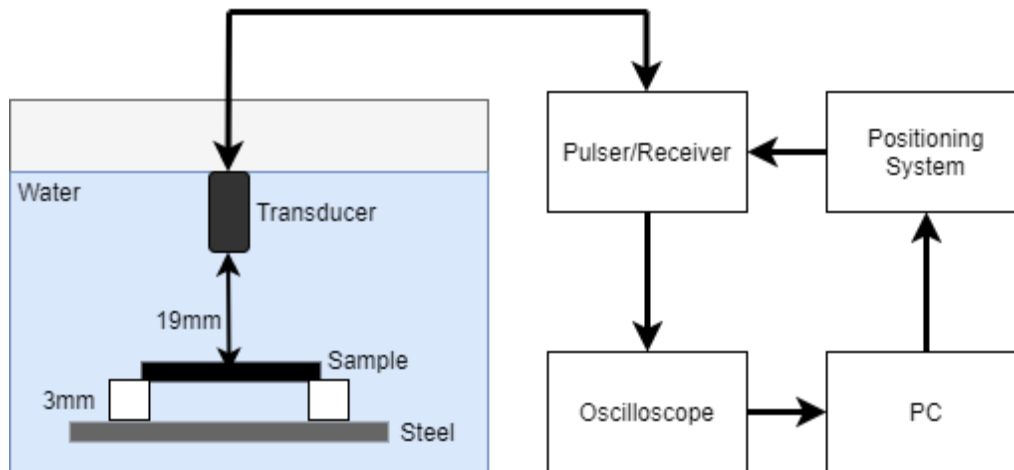 Water
Transducer
19mm
Sample
3mm
Steel
Pulser/Receiver
Positioning
System
Oscilloscope
PC